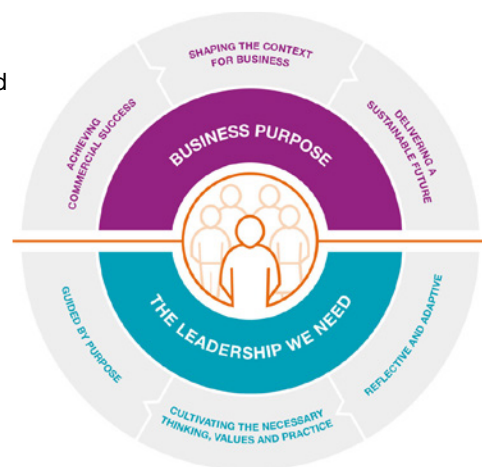 d
SHAPING THE CONTEXT
FOR BUSINESS
ACHIEVING
COMMERCIAL SUCCESS
DELIVERING A
SUSTAINABLE FUTURE
BUSINESS PURPOSE
THE LEADERSHIP WE NEED
GUIDED BY PURPOSE
REFLECTIVE AND ADAPTIVE
CULTIVATING THE NECESSARY
THINKING, VALUES AND PRACTICE